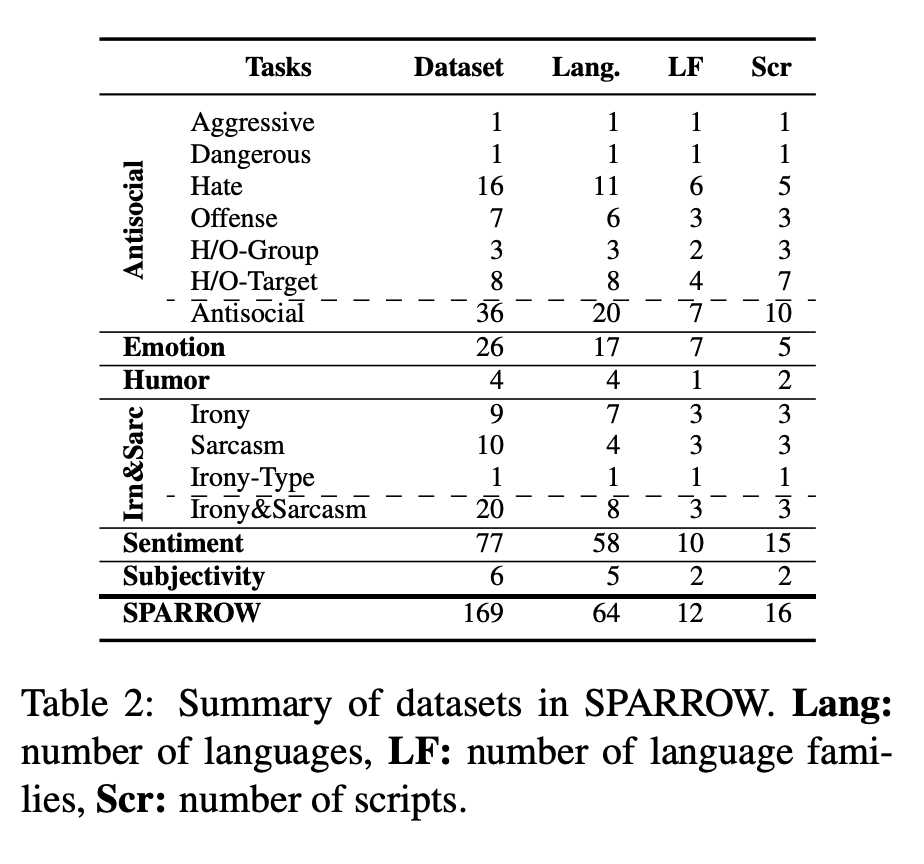 Tasks Dataset Lang. LF Scr
Antisocial
Aggressive 1 1 1 1
Dangerous 1 1 1 1
Hate 16 11 6 5
Offense 7 6 3 3
H/O-Group 3 3 2 3
H/O-Target 8 8 4 7
Antisocial 36 20 7 10
Emotion 26 17 7 5
Humor 4 4 1 2
Irn&Sarc
Irony 9 7 3 3
Sarcasm 10 4 3 3
Irony-Type 1 1 1 1
Irony&Sarcasm 20 8 3 3
Sentiment 77 58 10 15
Subjectivity 6 5 2 2
SPARROW 169 64 12 16
Table 2: Summary of datasets in SPARROW. Lang:
number of languages, LF: number of language fami-
lies, Scr: number of scripts.